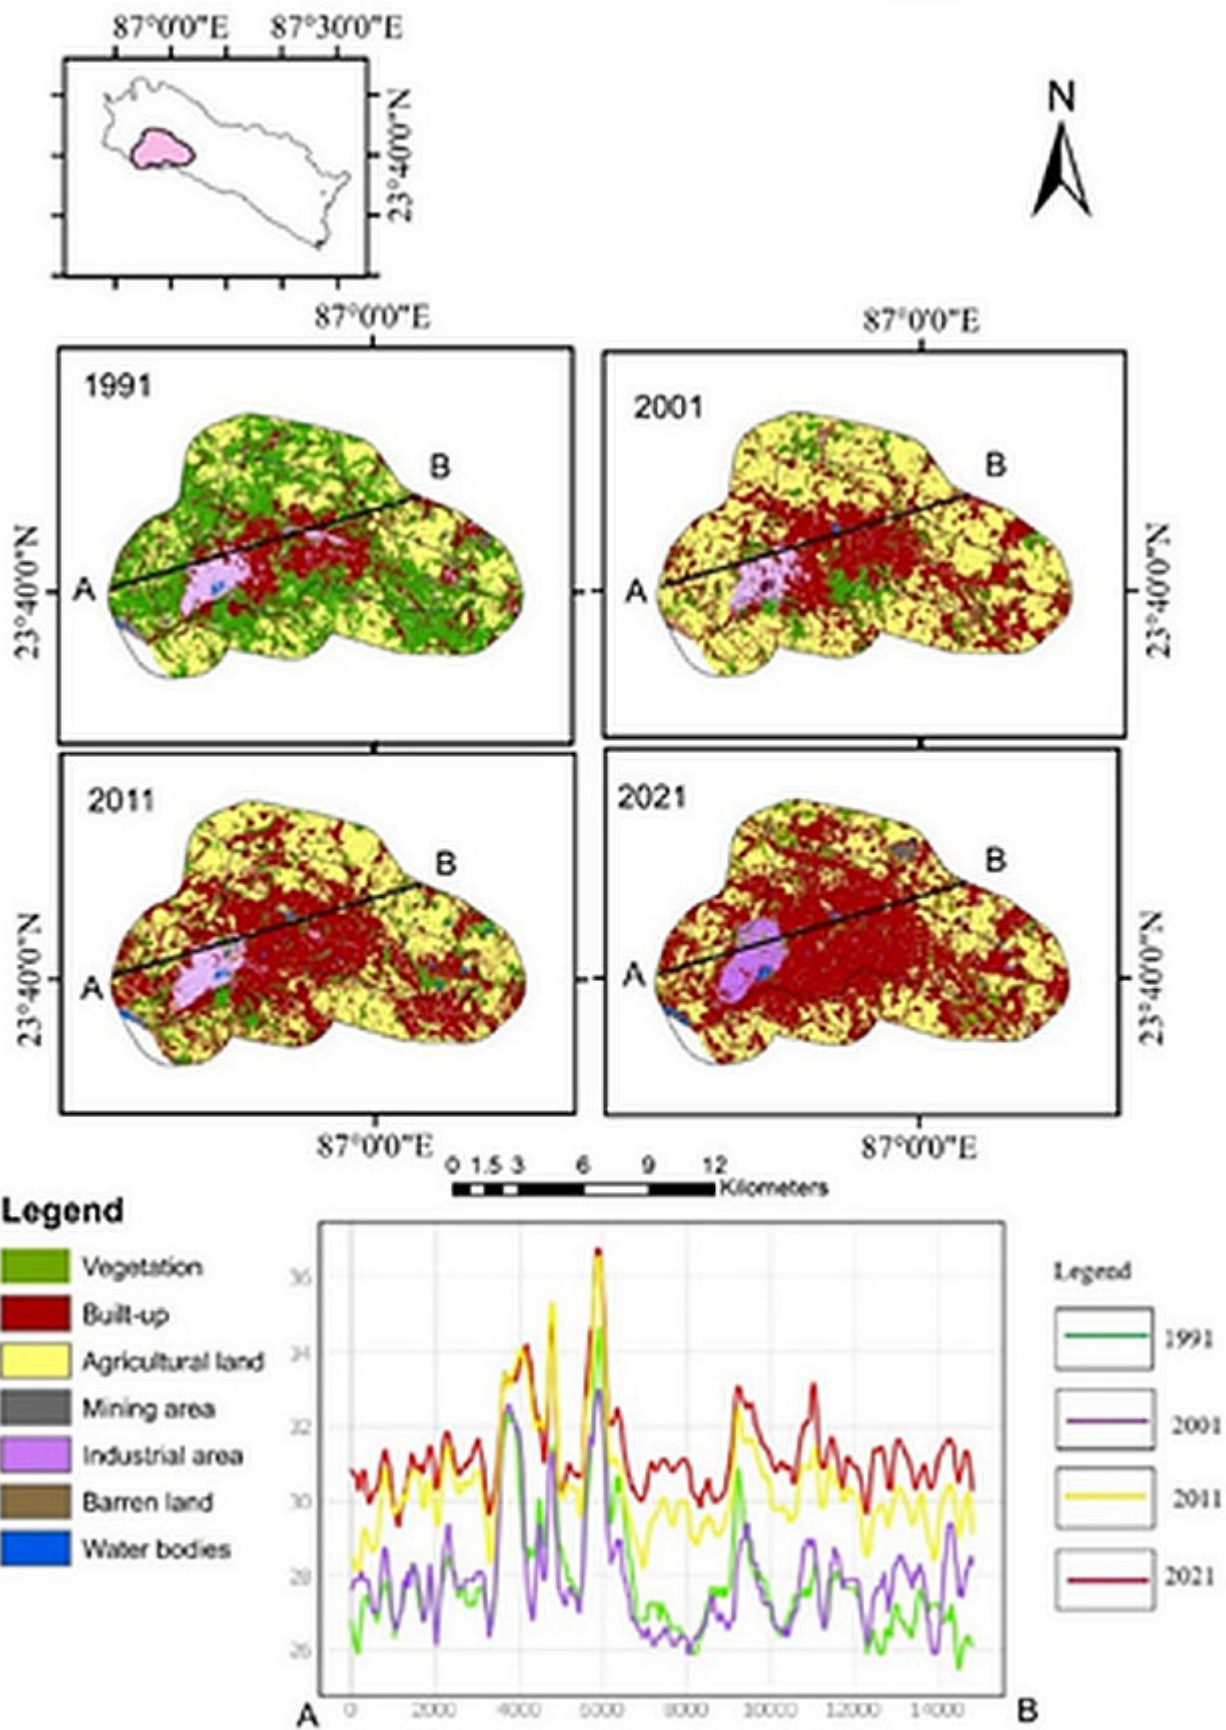 87°0'0"E 87°30'0"E
23°40'0"N
N
87°0'0"E
87°0'0"E
1991
B
A
23°40'0"N
2001
B
A
23°40'0"N
2011
B
A
23°40'0"N
2021
B
A
23°40'0"N
87°0'0"E
87°0'0"E
0 1.5 3 6 9 12
Kilometers
Legend
Vegetation
Built-up
Agricultural land
Mining area
Industrial area
Barren land
Water bodies
36
34
32
30
28
26
A 0 2000 4000 6000 8000 10000 12000 14000 B
Legend
1991
2001
2011
2021